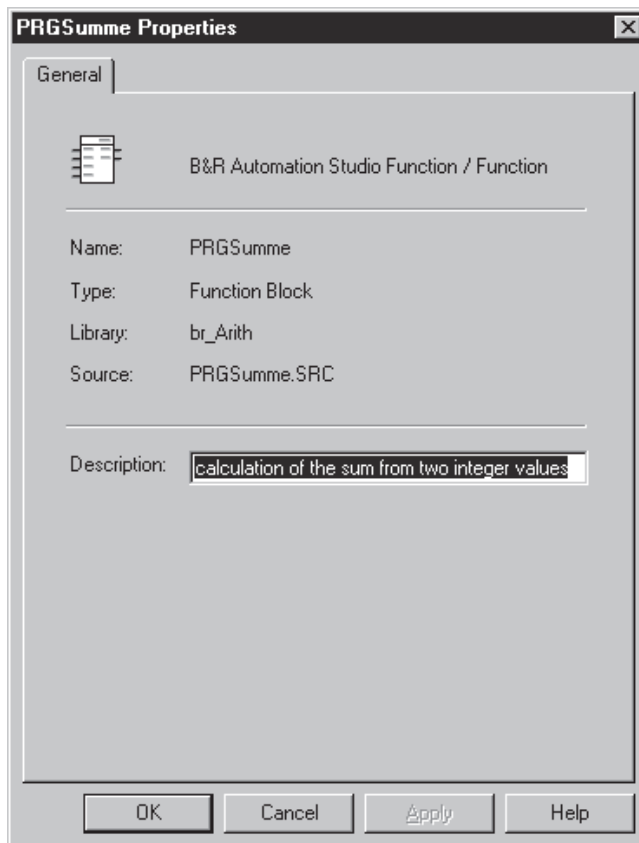 PRGSumme Properties
General
B&R Automation Studio Function / Function
Name: PRGSumme
Type: Function Block
Library: br_Arith
Source: PRGSumme.SRC
Description: calculation of the sum from two integer values
OK Cancel Apply Help